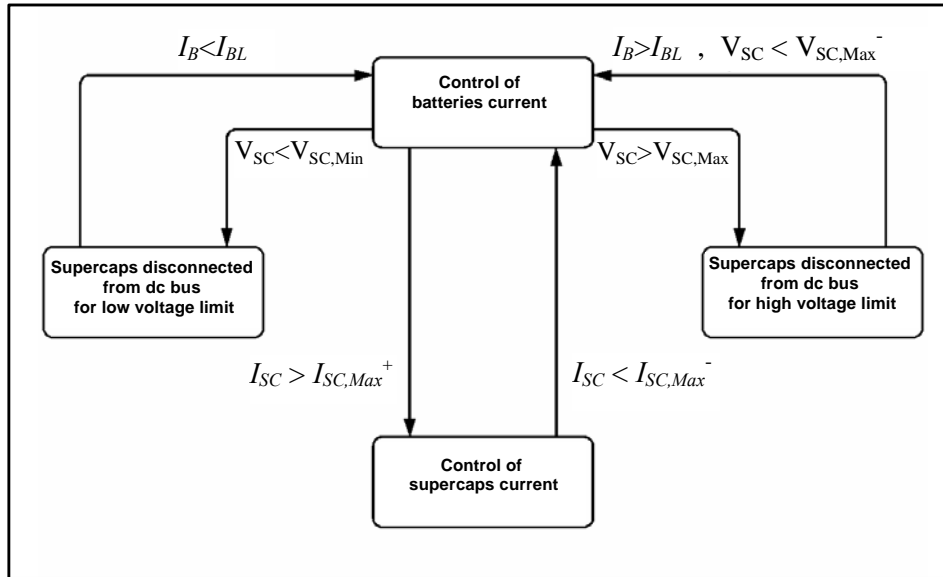 I_B<I_BL
I_B>I_BL , V_SC < V_SC,Max^-
Control of
batteries current
V_SC<V_SC,Min
V_SC>V_SC,Max
Supercaps disconnected
from dc bus
for low voltage limit
Supercaps disconnected
from dc bus
for high voltage limit
I_SC > I_SC,Max^+
I_SC < I_SC,Max^-
Control of
supercaps current